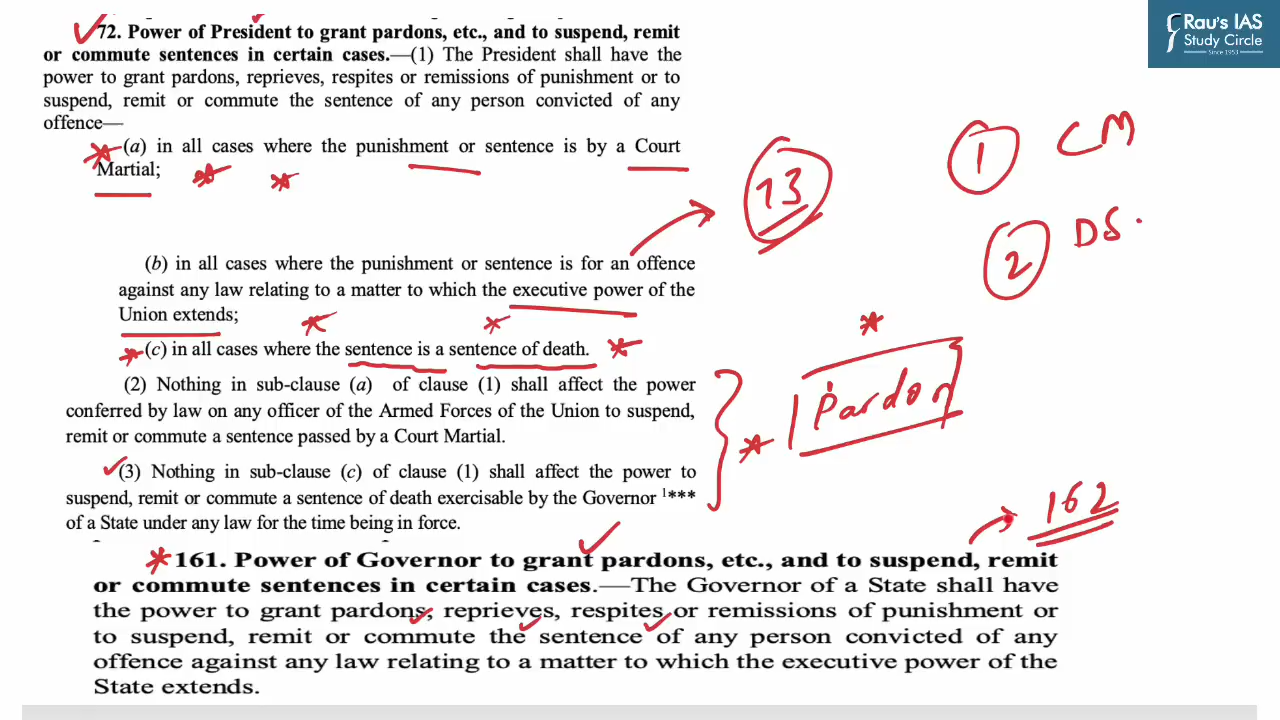 Rau's IAS
Study Circle
Since 1953
72. Power of President to grant pardons, etc., and to suspend, remit
or commute sentences in certain cases.—(1) The President shall have the
power to grant pardons, reprieves, respites or remissions of punishment or to
suspend, remit or commute the sentence of any person convicted of any
offence—
(a) in all cases where the punishment or sentence is by a Court
Martial;
(b) in all cases where the punishment or sentence is for an offence
against any law relating to a matter to which the executive power of the
Union extends;
(c) in all cases where the sentence is a sentence of death.
(2) Nothing in sub-clause (a) of clause (1) shall affect the power
conferred by law on any officer of the Armed Forces of the Union to suspend,
remit or commute a sentence passed by a Court Martial.
(3) Nothing in sub-clause (c) of clause (1) shall affect the power to
suspend, remit or commute a sentence of death exercisable by the Governor 1***
of a State under any law for the time being in force.
73
1 CM
2 DS.
Pardon
162
161. Power of Governor to grant pardons, etc., and to suspend, remit
or commute sentences in certain cases.—The Governor of a State shall have
the power to grant pardons, reprieves, respites or remissions of punishment or
to suspend, remit or commute the sentence of any person convicted of any
offence against any law relating to a matter to which the executive power of the
State extends.